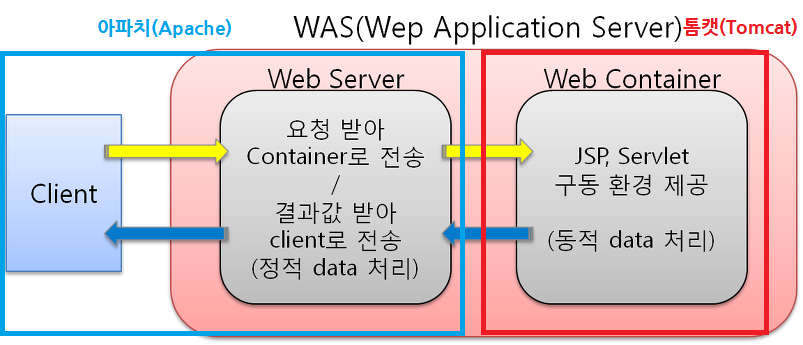 아파치(Apache)
WAS(Wep Application Server)톰캣(Tomcat)
Web Server
Web Container
Client
요청 받아
Container로 전송
/
결과값 받아
client로 전송
(정적 data 처리)
JSP, Servlet
구동 환경 제공
(동적 data 처리)